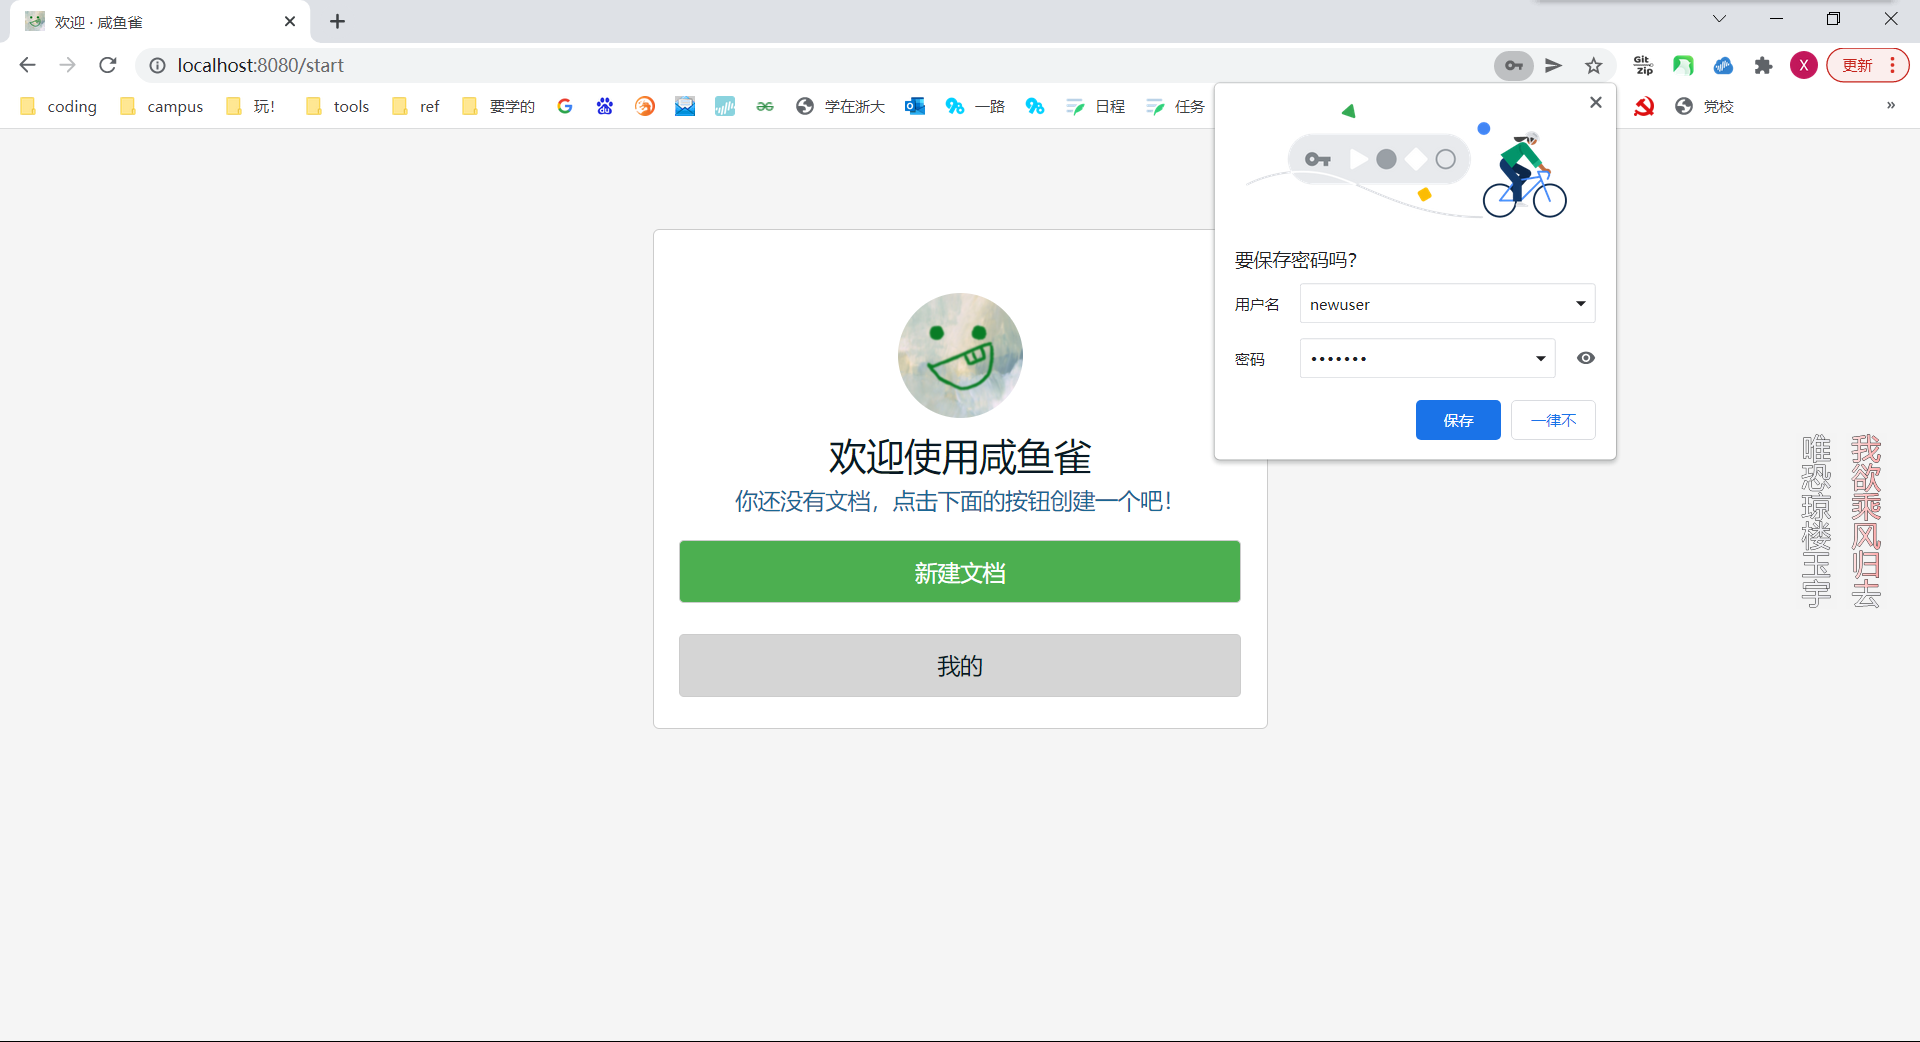 欢迎 · 咸鱼雀
localhost:8080/start
Git Zip
X
更新
coding
campus
玩!
tools
ref
要学的
学在浙大
一路
日程
任务
党校
»
要保存密码吗?
用户名
newuser
密码
•••••••
保存
一律不
欢迎使用咸鱼雀
你还没有文档，点击下面的按钮创建一个吧！
新建文档
我的
我欲乘风归去
唯恐琼楼玉宇